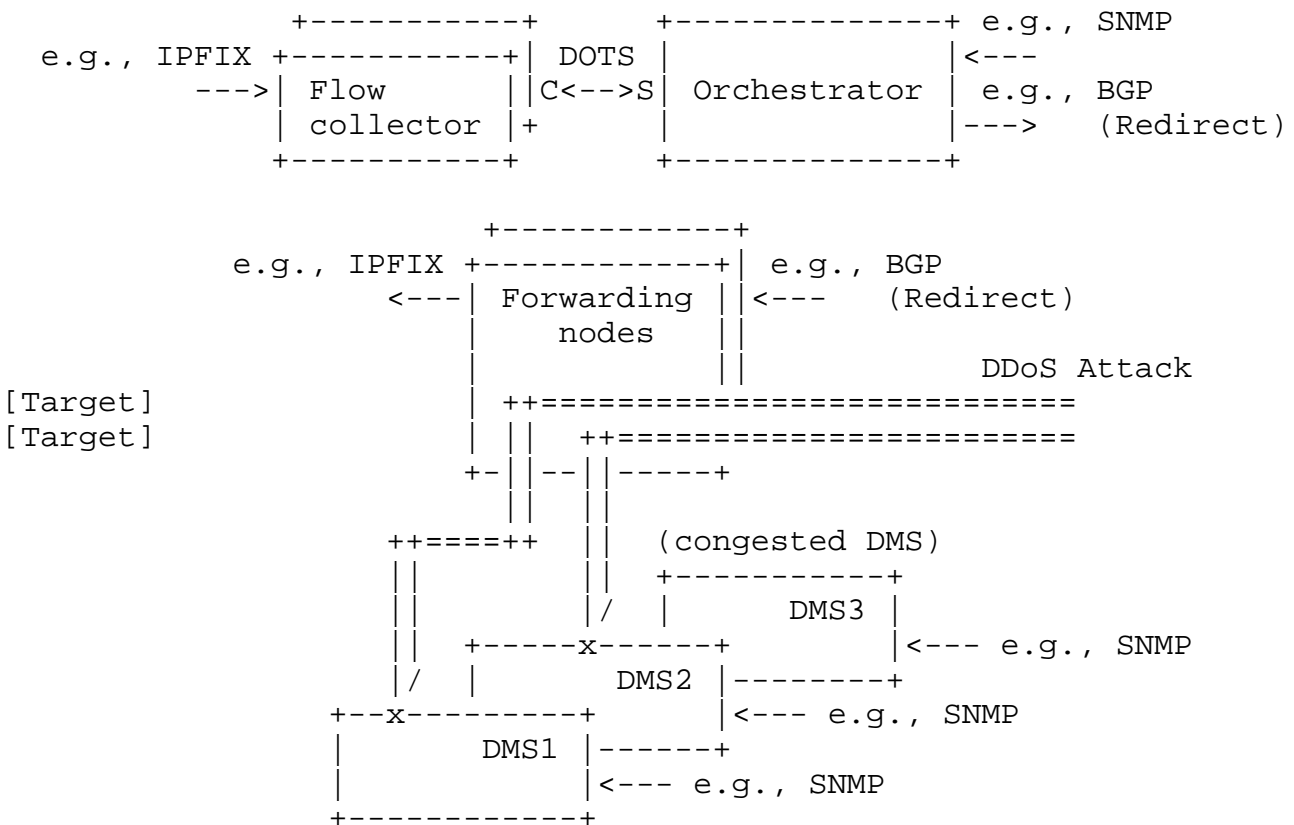 e.g., SNMP
e.g., IPFIX DOTS
---> Flow C<-->S Orchestrator e.g., BGP
collector ---> (Redirect)
e.g., IPFIX e.g., BGP
<--- Forwarding <--- (Redirect)
nodes
DDoS Attack
[Target]
[Target]
(congested DMS)
DMS3
x <--- e.g., SNMP
DMS2
x <--- e.g., SNMP
DMS1
<--- e.g., SNMP